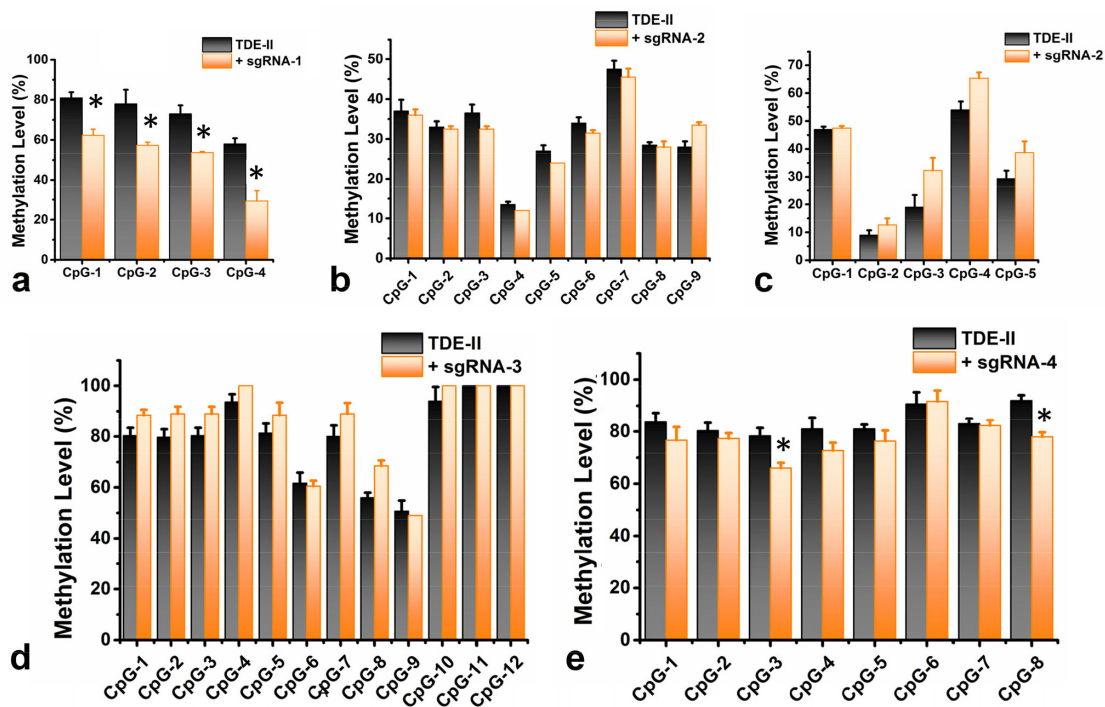 TDE-II
+ sgRNA-1
Methylation Level (%)
100
80
60
40
20
0
* * * *
CpG-1 CpG-2 CpG-3 CpG-4
a
TDE-II
+ sgRNA-2
Methylation Level (%)
50
40
30
20
10
0
CpG-1 CpG-2 CpG-3 CpG-4 CpG-5 CpG-6 CpG-7 CpG-8 CpG-9
b
TDE-II
+ sgRNA-2
Methylation Level (%)
70
60
50
40
30
20
10
0
CpG-1 CpG-2 CpG-3 CpG-4 CpG-5
c
TDE-II
+ sgRNA-3
Methylation Level (%)
100
80
60
40
20
0
CpG-1 CpG-2 CpG-3 CpG-4 CpG-5 CpG-6 CpG-7 CpG-8 CpG-9 CpG-10 CpG-11 CpG-12
d
TDE-II
+ sgRNA-4
Methylation Level (%)
100
80
60
40
20
0
* *
CpG-1 CpG-2 CpG-3 CpG-4 CpG-5 CpG-6 CpG-7 CpG-8
e